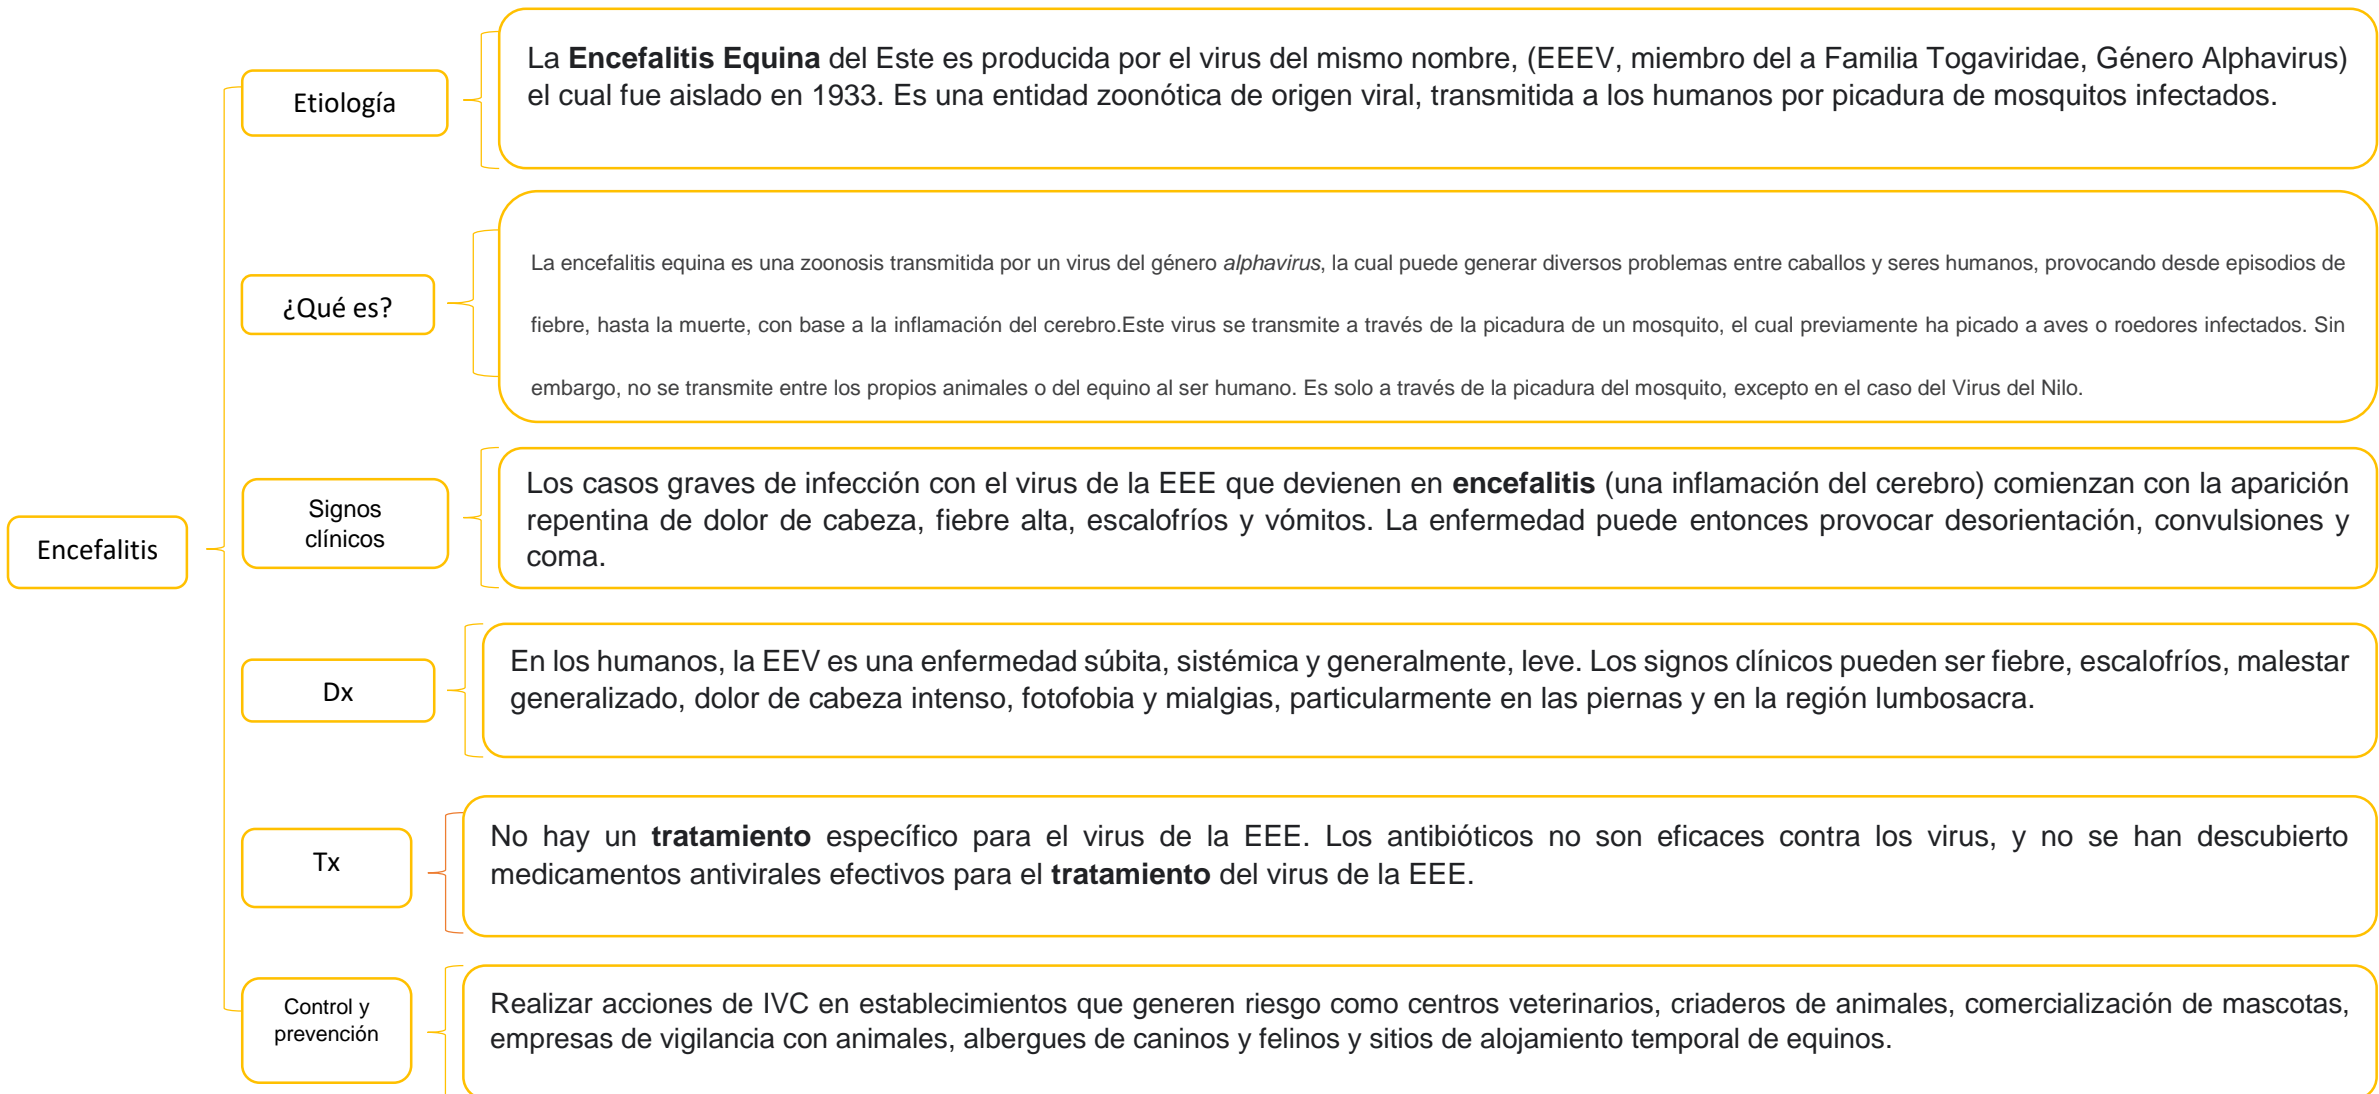 Encefalitis
Etiología
La Encefalitis Equina del Este es producida por el virus del mismo nombre, (EEEV, miembro del a Familia Togaviridae, Género Alphavirus)
el cual fue aislado en 1933. Es una entidad zoonótica de origen viral, transmitida a los humanos por picadura de mosquitos infectados.
¿Qué es?
La encefalitis equina es una zoonosis transmitida por un virus del género alphavirus, la cual puede generar diversos problemas entre caballos y seres humanos, provocando desde episodios de
fiebre, hasta la muerte, con base a la inflamación del cerebro.Este virus se transmite a través de la picadura de un mosquito, el cual previamente ha picado a aves o roedores infectados. Sin
embargo, no se transmite entre los propios animales o del equino al ser humano. Es solo a través de la picadura del mosquito, excepto en el caso del Virus del Nilo.
Signos
clínicos
Los casos graves de infección con el virus de la EEE que devienen en encefalitis (una inflamación del cerebro) comienzan con la aparición
repentina de dolor de cabeza, fiebre alta, escalofríos y vómitos. La enfermedad puede entonces provocar desorientación, convulsiones y
coma.
Dx
En los humanos, la EEV es una enfermedad súbita, sistémica y generalmente, leve. Los signos clínicos pueden ser fiebre, escalofríos, malestar
generalizado, dolor de cabeza intenso, fotofobia y mialgias, particularmente en las piernas y en la región lumbosacra.
Tx
No hay un tratamiento específico para el virus de la EEE. Los antibióticos no son eficaces contra los virus, y no se han descubierto
medicamentos antivirales efectivos para el tratamiento del virus de la EEE.
Control y
prevención
Realizar acciones de IVC en establecimientos que generen riesgo como centros veterinarios, criaderos de animales, comercialización de mascotas,
empresas de vigilancia con animales, albergues de caninos y felinos y sitios de alojamiento temporal de equinos.